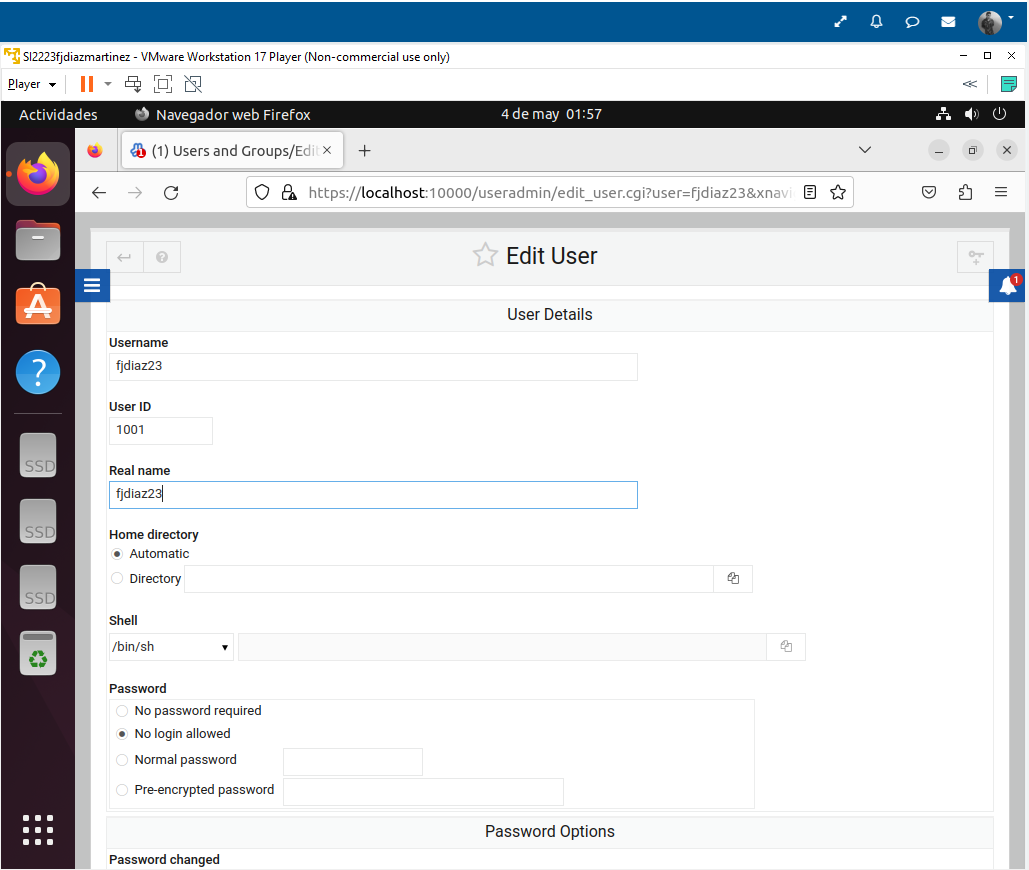 SI2223fjdiazmartinez - VMware Workstation 17 Player (Non-commercial use only)
Player
Actividades
Navegador web Firefox
4 de may 01:57
1
(1) Users and Groups/Edi
https://localhost:10000/useradmin/edit_user.cgi?user=fjdiaz23&xnavi
Edit User
1
User Details
Username
fjdiaz23
User ID
1001
Real name
fjdiaz23
Home directory
Automatic
Directory
Shell
/bin/sh
Password
No password required
No login allowed
Normal password
Pre-encrypted password
Password Options
Password changed
SSD
SSD
SSD